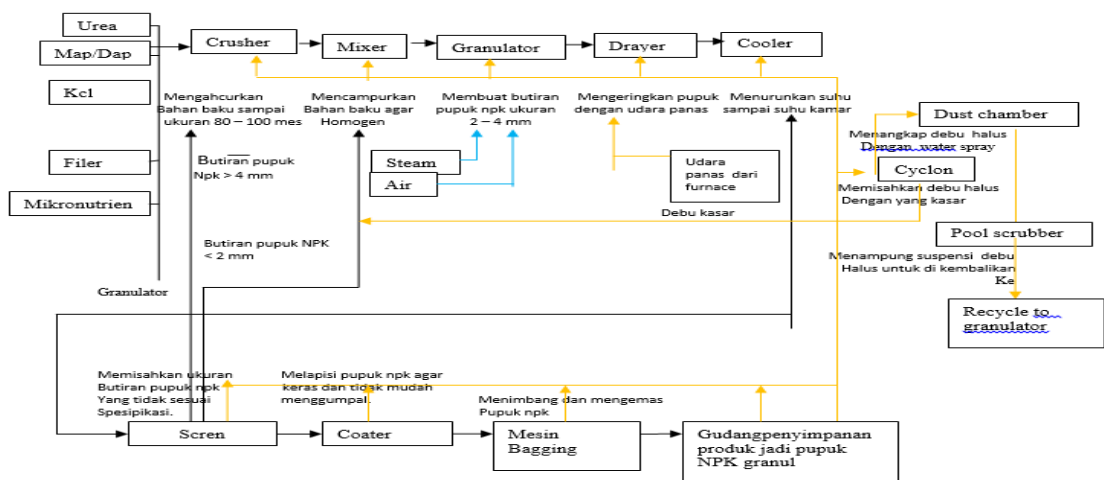 Urea
Map/Dap
Kcl
Filer
Mikronutrien
Granulator
Crusher
Mixer
Granulator
Drayer
Cooler
Mengahcurkan
Bahan baku sampai
ukuran 80 – 100 mes
Mencampurkan
Bahan baku agar
Homogen
Membuat butiran
pupuk npk ukuran
2 – 4 mm
Mengeringkan pupuk
dengan udara panas
Menurunkan suhu
sampai suhu kamar
Butiran pupuk
Npk > 4 mm
Steam
Air
Udara
panas dari
furnace
Dust chamber
Menangkap debu halus
Dengan water spray
Cyclon
Memisahkan debu halus
Dengan yang kasar
Debu kasar
Butiran pupuk NPK
< 2 mm
Pool scrubber
Menampung suspensi debu
Halus untuk di kembalikan
Ke
Recycle to
granulator
Memisahkan ukuran
Butiran pupuk npk
Yang tidak sesuai
Spesipikasi.
Melapisi pupuk npk agar
keras dan tidak mudah
menggumpal.
Menimbang dan mengemas
Pupuk npk
Scren
Coater
Mesin
Bagging
Gudangpenyimpanan
produk jadi pupuk
NPK granul